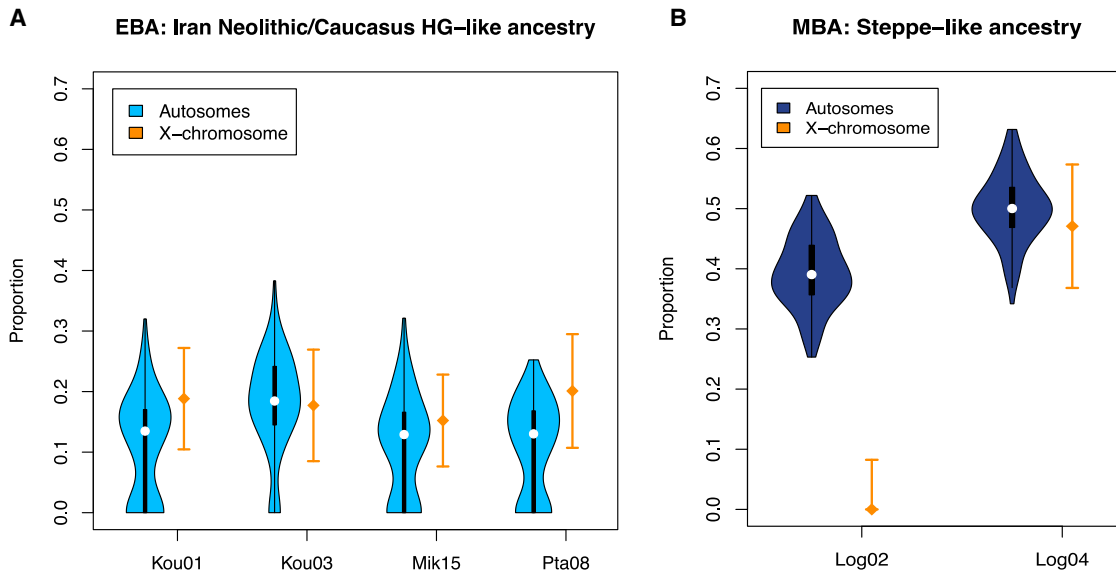 A
EBA: Iran Neolithic/Caucasus HG−like ancestry
Autosomes
X−chromosome
Proportion
0.7
0.6
0.5
0.4
0.3
0.2
0.1
0.0
Kou01 Kou03 Mik15 Pta08
B
MBA: Steppe−like ancestry
Autosomes
X−chromosome
Proportion
0.7
0.6
0.5
0.4
0.3
0.2
0.1
0.0
Log02 Log04